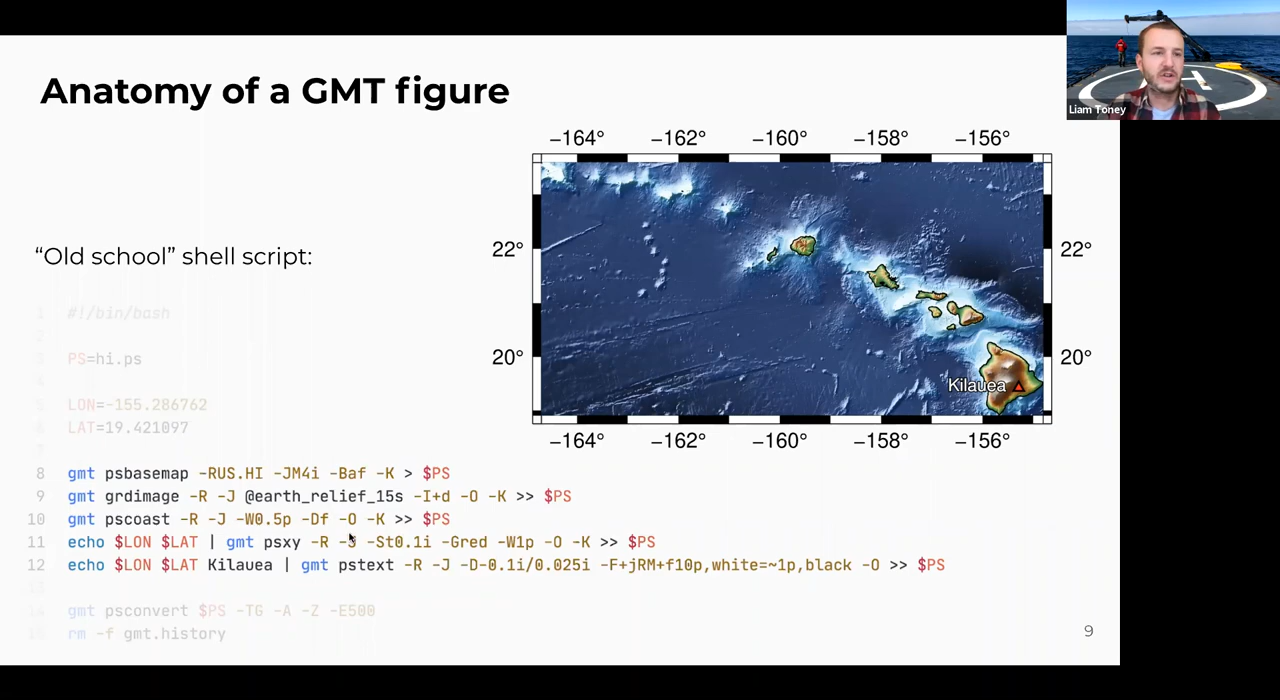 Anatomy of a GMT figure
Liam Toney
−164° −162° −160° −158° −156°
22° 22°
20° 20°
Kilauea
−164° −162° −160° −158° −156°
“Old school” shell script:
1 #!/bin/bash
2
3 PS=hi.ps
4
5 LON=-155.286762
6 LAT=19.421097
7
8 gmt psbasemap -RUS.HI -JM4i -Baf -K > $PS
9 gmt grdimage -R -J @earth_relief_15s -I+d -O -K >> $PS
10 gmt pscoast -R -J -W0.5p -Df -O -K >> $PS
11 echo $LON $LAT | gmt psxy -R -J -St0.1i -Gred -W1p -O -K >> $PS
12 echo $LON $LAT Kilauea | gmt pstext -R -J -D-0.1i/0.025i -F+jRM+f10p,white=~1p,black -O >> $PS
13
14 gmt psconvert $PS -TG -A -Z -E500
15 rm -f gmt.history
9